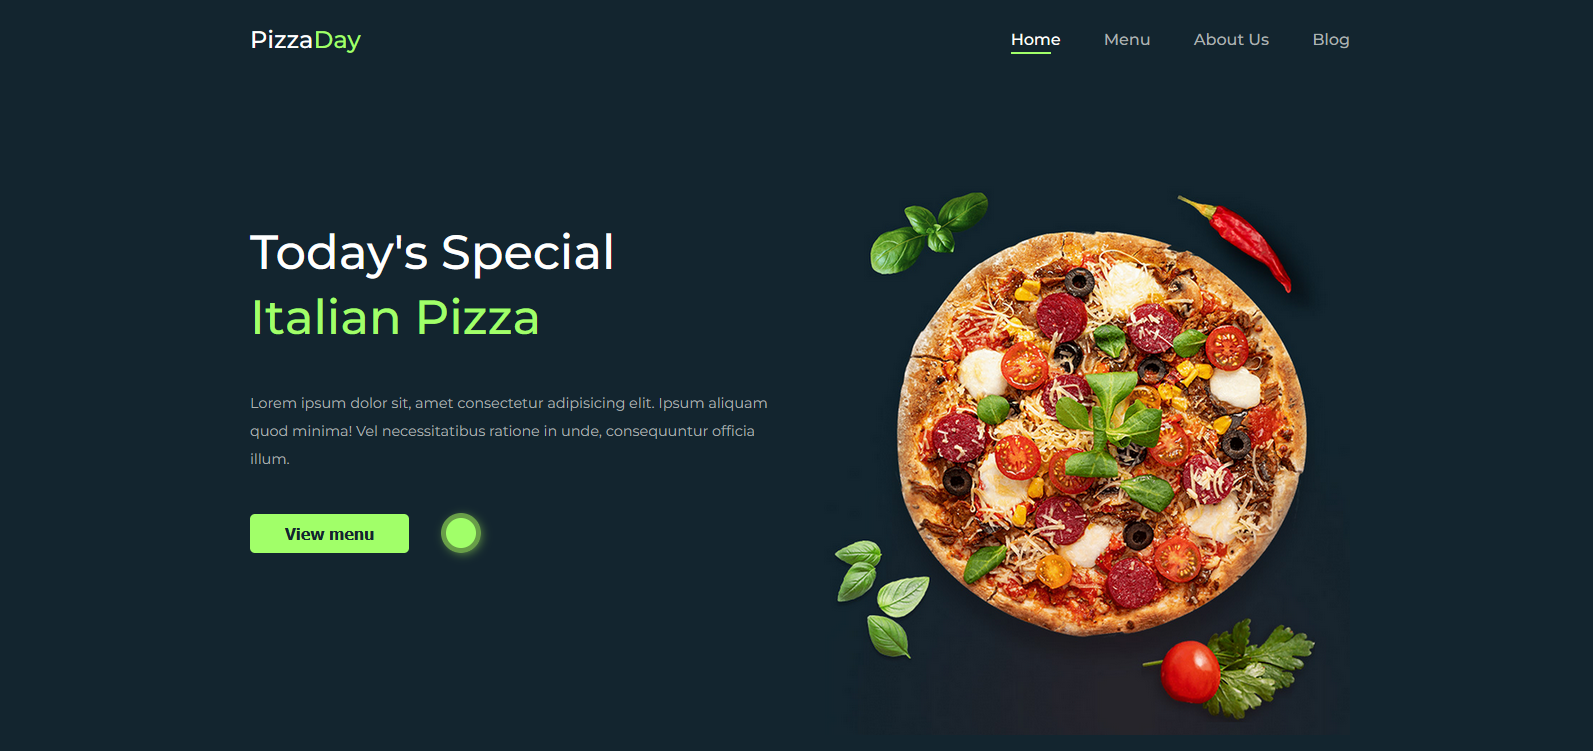 PizzaDay
Home Menu About Us Blog
Today's Special
Italian Pizza
Lorem ipsum dolor sit, amet consectetur adipisicing elit. Ipsum aliquam
quod minima! Vel necessitatibus ratione in unde, consequuntur officia
illum.
View menu